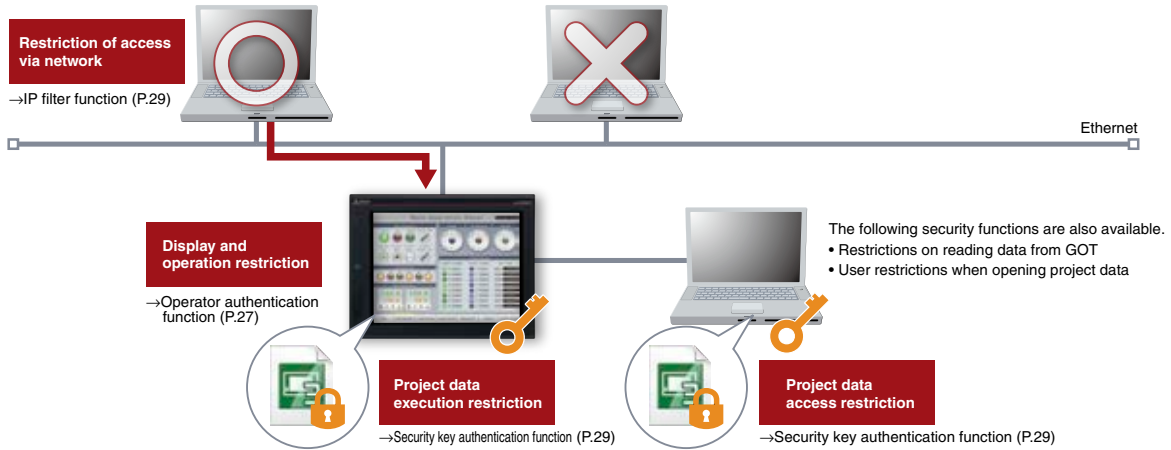 Restriction of access
via network
→IP filter function (P.29)
Ethernet
Display and
operation restriction
→Operator authentication
function (P.27)
The following security functions are also available.
• Restrictions on reading data from GOT
• User restrictions when opening project data
Project data
execution restriction
→Security key authentication function (P.29)
Project data
access restriction
→Security key authentication function (P.29)